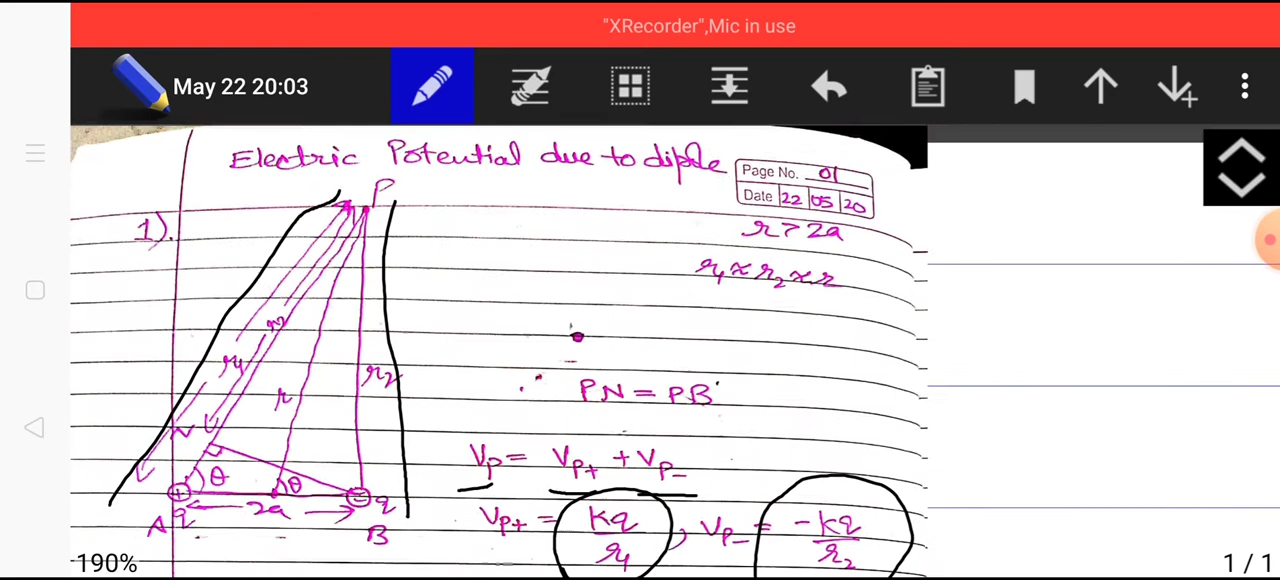 "XRecorder",Mic in use
May 22 20:03
Electric Potential due to dipole
Page No. 01
Date 22 05 20
1).
P
r > 2a
r₁ ≈ r₂ ≈ r
r₂
r₁
r
r₂
∴ PN = PB
N
Vp = Vp+ + Vp-
θ
θ
2a
A q
q
B
Vp+ = kq/r₁ , Vp- = -kq/r₂
190%
1 / 1